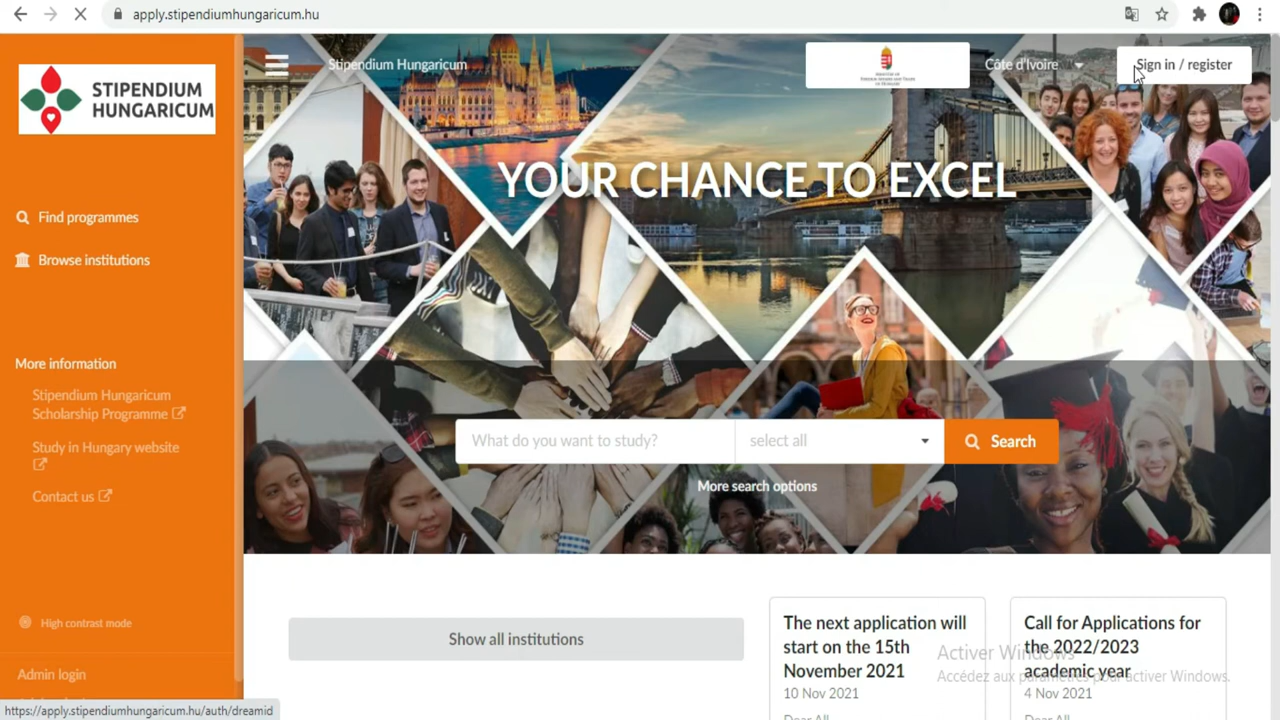 apply.stipendiumhungaricum.hu
STIPENDIUM
HUNGARICUM
Stipendium Hungaricum
Côte d'Ivoire
Sign in / register
YOUR CHANCE TO EXCEL
Find programmes
Browse institutions
More information
Stipendium Hungaricum
Scholarship Programme
Study in Hungary website
Contact us
What do you want to study?
select all
Search
More search options
High contrast mode
Admin login
Show all institutions
The next application will
start on the 15th
November 2021
10 Nov 2021
Dear All
Call for Applications for
the 2022/2023
academic year
4 Nov 2021
Dear All
Activer Windows
Accédez aux paramètres pour activer Windows.
https://apply.stipendiumhungaricum.hu/auth/dreamid